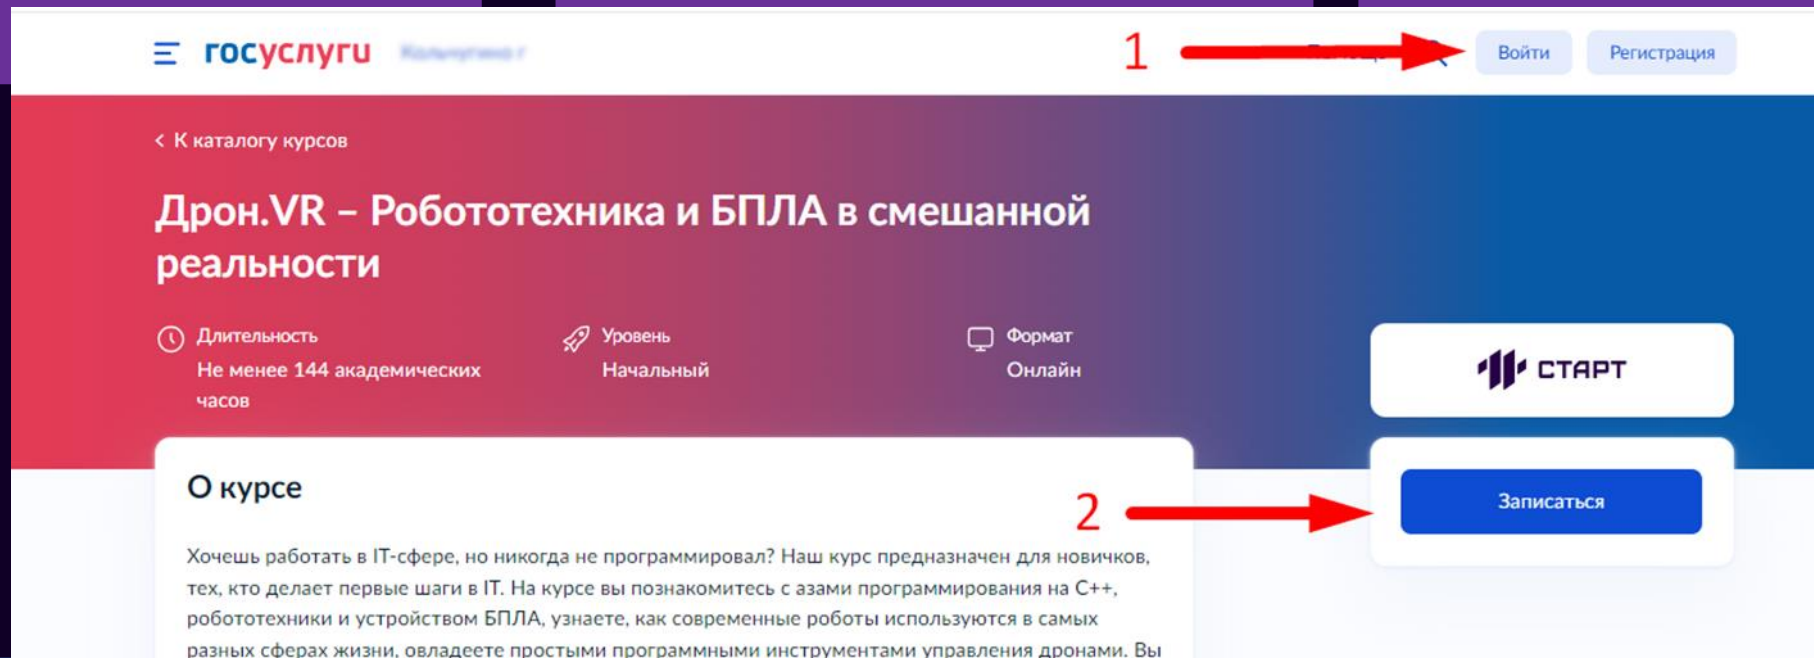 госуслуги
1
Войти
Регистрация
К каталогу курсов
Дрон.VR – Робототехника и БПЛА в смешанной
реальности
Длительность
Не менее 144 академических
часов
Уровень
Начальный
Формат
Онлайн
СТАРТ
О курсе
2
Записаться
Хочешь работать в IT-сфере, но никогда не программировал? Наш курс предназначен для новичков,
тех, кто делает первые шаги в IT. На курсе вы познакомитесь с азами программирования на C++,
робототехники и устройством БПЛА, узнаете, как современные роботы используются в самых
разных сферах жизни, овладеете простыми программными инструментами управления дронами. Вы